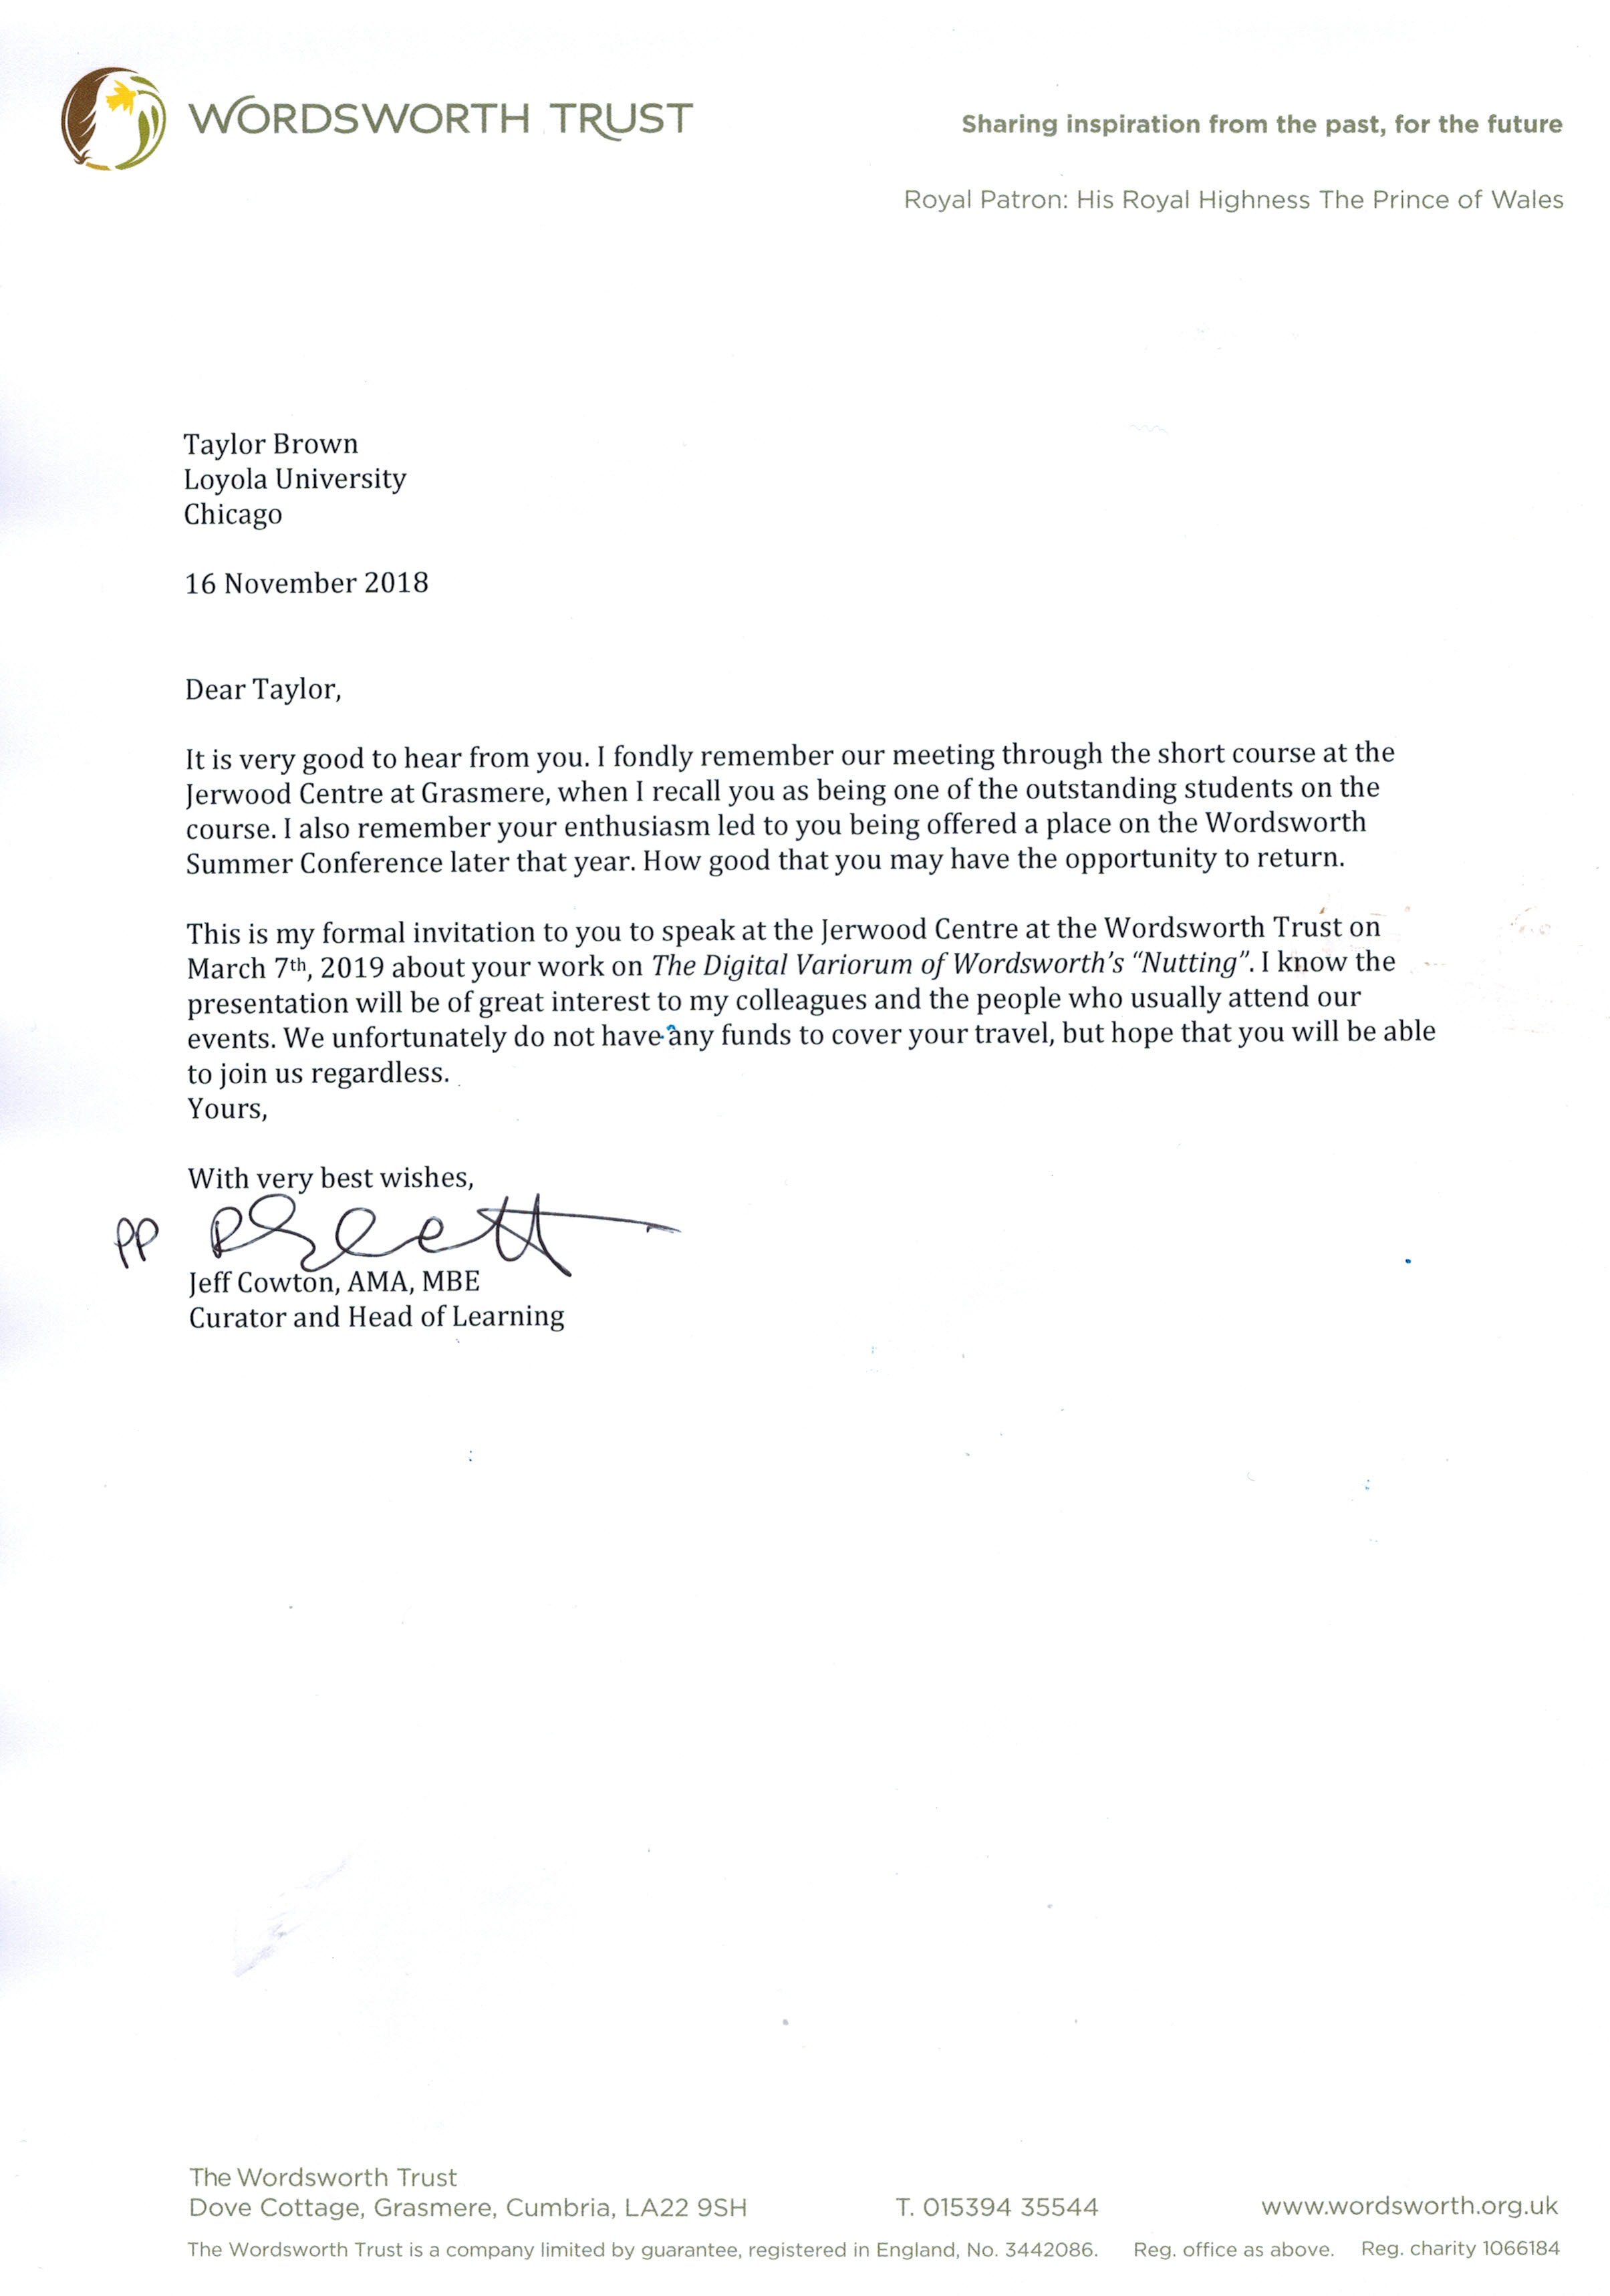 WORDSWORTH TRUST
Sharing inspiration from the past, for the future
Royal Patron: His Royal Highness The Prince of Wales
Taylor Brown
Loyola University
Chicago
16 November 2018
Dear Taylor,
It is very good to hear from you. I fondly remember our meeting through the short course at the
Jerwood Centre at Grasmere, when I recall you as being one of the outstanding students on the
course. I also remember your enthusiasm led to you being offered a place on the Wordsworth
Summer Conference later that year. How good that you may have the opportunity to return.
This is my formal invitation to you to speak at the Jerwood Centre at the Wordsworth Trust on
March 7th, 2019 about your work on The Digital Variorum of Wordsworth's “Nutting”. I know the
presentation will be of great interest to my colleagues and the people who usually attend our
events. We unfortunately do not have any funds to cover your travel, but hope that you will be able
to join us regardless.
Yours,
With very best wishes,
PP
Jeff Cowton, AMA, MBE
Curator and Head of Learning
The Wordsworth Trust
Dove Cottage, Grasmere, Cumbria, LA22 9SH T. 015394 35544 www.wordsworth.org.uk
The Wordsworth Trust is a company limited by guarantee, registered in England, No. 3442086. Reg. office as above. Reg. charity 1066184